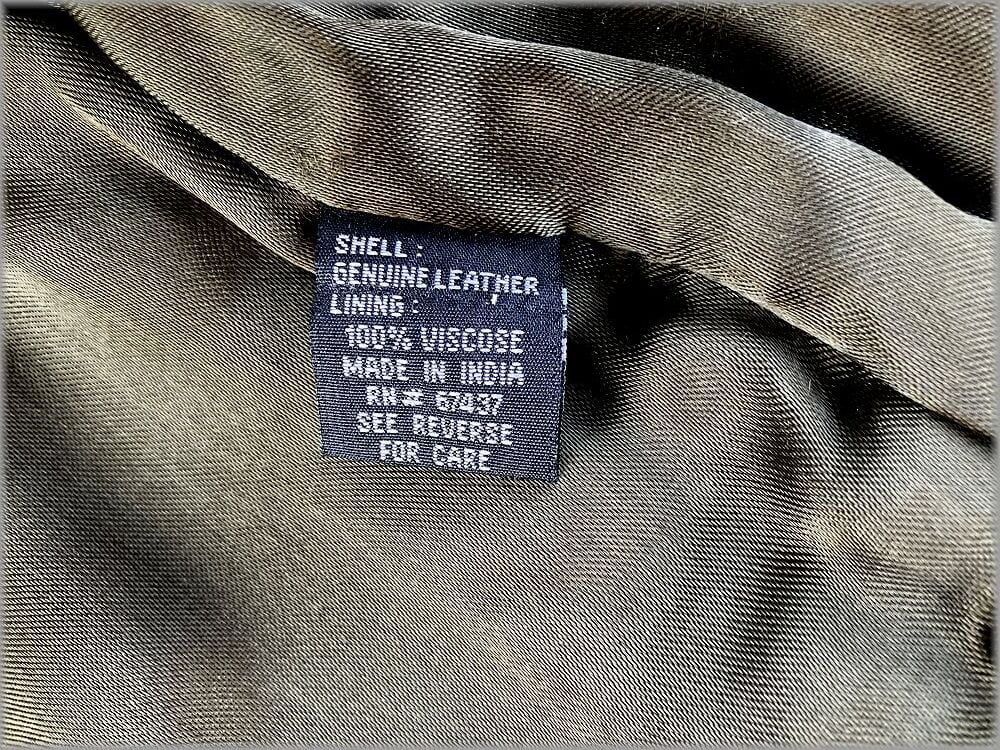 SHELL :
GENUINE LEATHER
LINING :
100% VISCOSE
MADE IN INDIA
RN# 67437
SEE REVERSE
FOR CARE